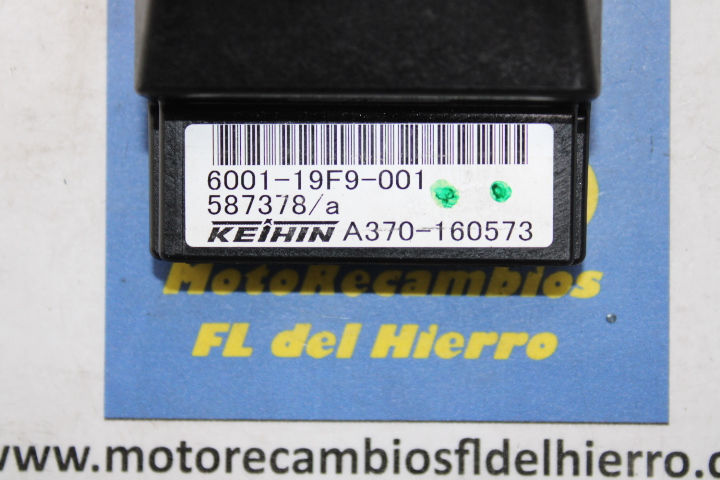 6001-19F9-001
587378/a
KEIHIN A370-160573
MotoRecambios
FL del Hierro
www.motorecambiosfldelhierro.c